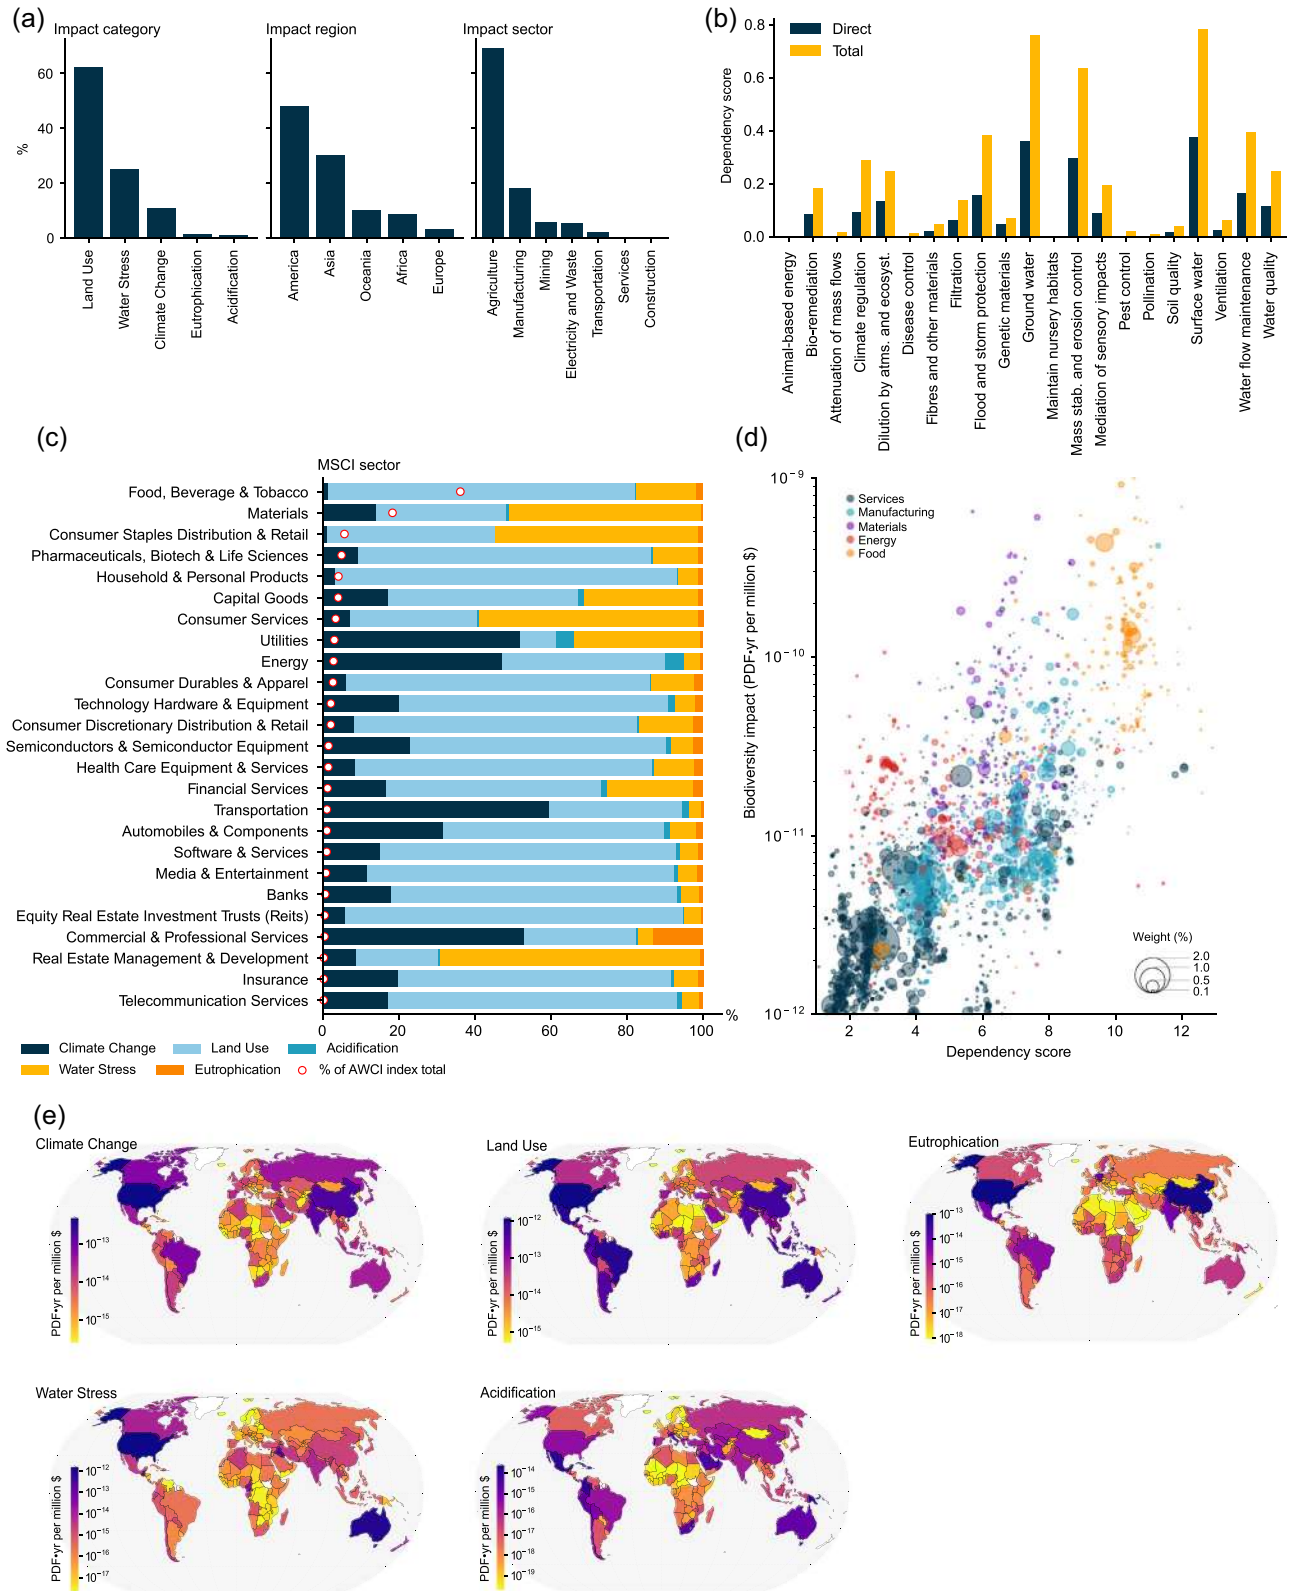 (a)
Impact category
Impact region
Impact sector
%
60
40
20
0
Land Use
Water Stress
Climate Change
Eutrophication
Acidification
America
Asia
Oceania
Africa
Europe
Agriculture
Manufacturing
Mining
Electricity and Waste
Transportation
Services
Construction
(b)
Dependency score
0.8
0.6
0.4
0.2
0.0
Direct
Total
Animal-based energy
Bio-remediation
Attenuation of mass flows
Climate regulation
Dilution by atms. and ecosyst.
Disease control
Fibres and other materials
Filtration
Flood and storm protection
Genetic materials
Ground water
Maintain nursery habitats
Mass stab. and erosion control
Mediation of sensory impacts
Pest control
Pollination
Soil quality
Surface water
Ventilation
Water flow maintenance
Water quality
(c)
MSCI sector
Food, Beverage & Tobacco
Materials
Consumer Staples Distribution & Retail
Pharmaceuticals, Biotech & Life Sciences
Household & Personal Products
Capital Goods
Consumer Services
Utilities
Energy
Consumer Durables & Apparel
Technology Hardware & Equipment
Consumer Discretionary Distribution & Retail
Semiconductors & Semiconductor Equipment
Health Care Equipment & Services
Financial Services
Transportation
Automobiles & Components
Software & Services
Media & Entertainment
Banks
Equity Real Estate Investment Trusts (Reits)
Commercial & Professional Services
Real Estate Management & Development
Insurance
Telecommunication Services
0 20 40 60 80 100 %
Climate Change Land Use Acidification
Water Stress Eutrophication % of AWCI index total
(d)
Biodiversity impact (PDF•yr per million $)
10⁻⁹
10⁻¹⁰
10⁻¹¹
10⁻¹²
Services
Manufacturing
Materials
Energy
Food
Weight (%)
2.0
1.0
0.5
0.1
2 4 6 8 10 12
Dependency score
(e)
Climate Change
PDF•yr per million $
10⁻¹³
10⁻¹⁴
10⁻¹⁵
Land Use
PDF•yr per million $
10⁻¹²
10⁻¹³
10⁻¹⁴
10⁻¹⁵
Eutrophication
PDF•yr per million $
10⁻¹³
10⁻¹⁴
10⁻¹⁵
10⁻¹⁶
10⁻¹⁷
10⁻¹⁸
Water Stress
PDF•yr per million $
10⁻¹²
10⁻¹³
10⁻¹⁴
10⁻¹⁵
10⁻¹⁶
10⁻¹⁷
Acidification
PDF•yr per million $
10⁻¹⁴
10⁻¹⁵
10⁻¹⁶
10⁻¹⁷
10⁻¹⁸
10⁻¹⁹